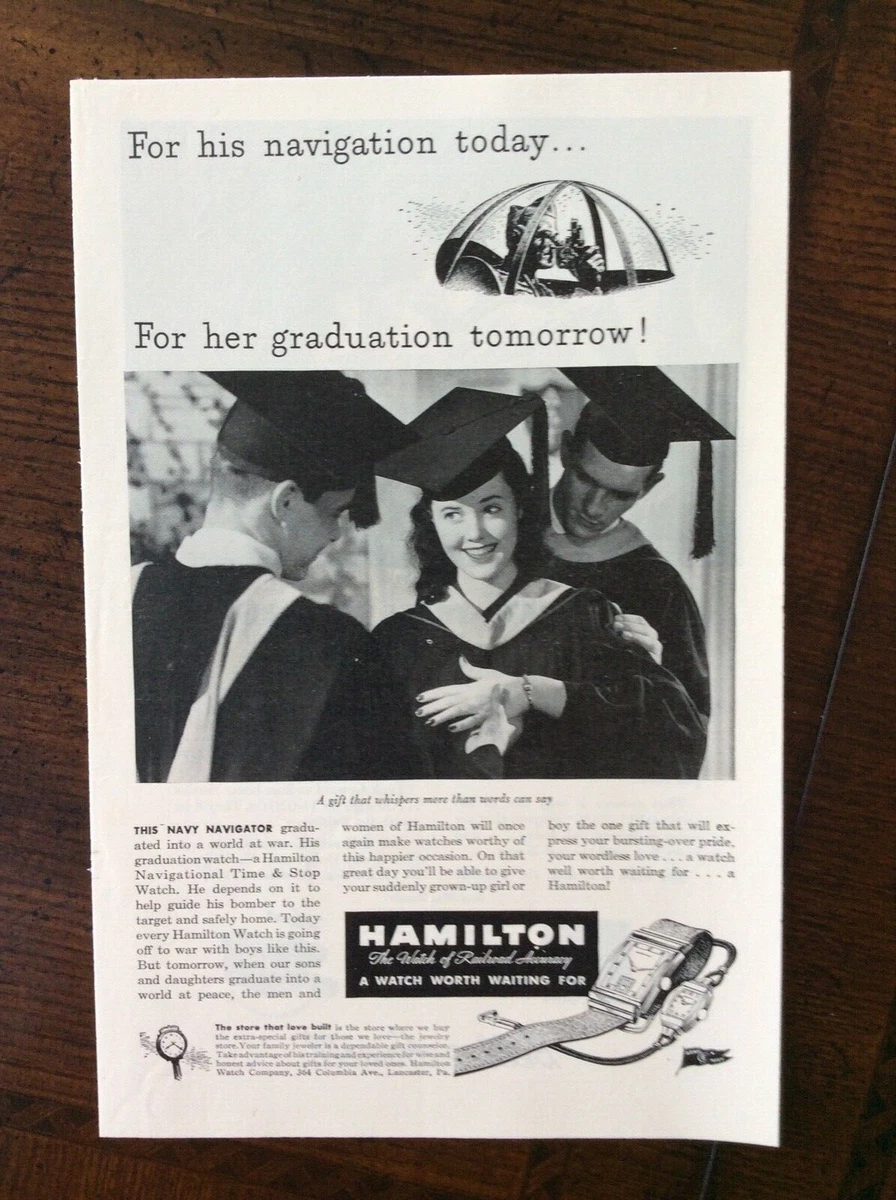 For his navigation today...
For her graduation tomorrow!
A gift that whispers more than words can say
THIS NAVY NAVIGATOR gradu-
ated into a world at war. His
graduation watch—a Hamilton
Navigational Time & Stop
Watch. He depends on it to
help guide his bomber to the
target and safely home. Today
every Hamilton Watch is going
off to war with boys like this.
But tomorrow, when our sons
and daughters graduate into a
world at peace, the men and
women of Hamilton will once
again make watches worthy of
this happier occasion. On that
great day you'll be able to give
your suddenly grown-up girl or
boy the one gift that will ex-
press your bursting-over pride,
your wordless love . . . a watch
well worth waiting for . . . a
Hamilton!
HAMILTON
The Watch of Railroad Accuracy
A WATCH WORTH WAITING FOR
The store that love built is the store where we buy
the extra-special gifts for those we love—the jewelry
store. Your family jeweler is a dependable gift counselor.
Take advantage of his training and experience for wise and
honest advice about gifts for your loved ones. Hamilton
Watch Company, 364 Columbia Ave., Lancaster, Pa.